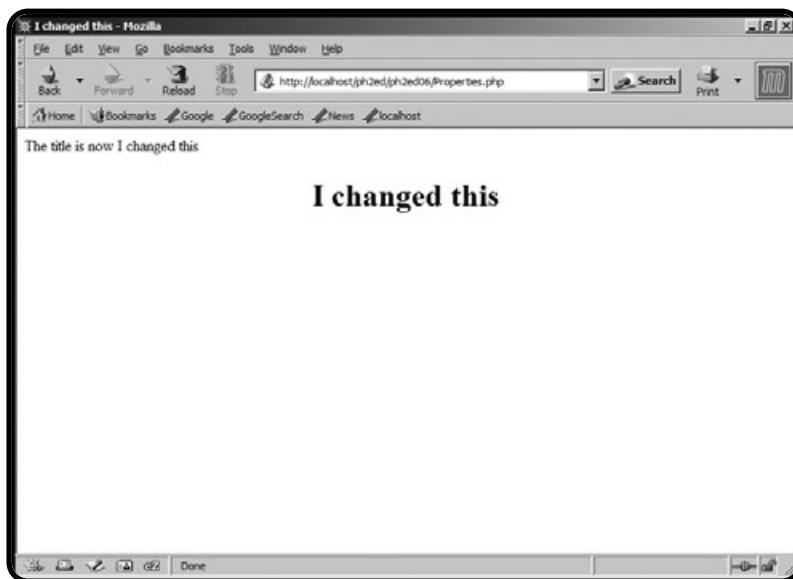 I changed this - Mozilla
File Edit View Go Bookmarks Tools Window Help
Back Forward Reload Stop http://localhost/ph2ed/ph2ed06/Properties.php Search Print
Home Bookmarks Google GoogleSearch News localhost
The title is now I changed this
I changed this
Done